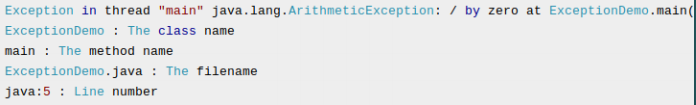 Exception in thread "main" java.lang.ArithmeticException: / by zero at ExceptionDemo.main(
ExceptionDemo : The class name
main : The method name
ExceptionDemo.java : The filename
java:5 : Line number